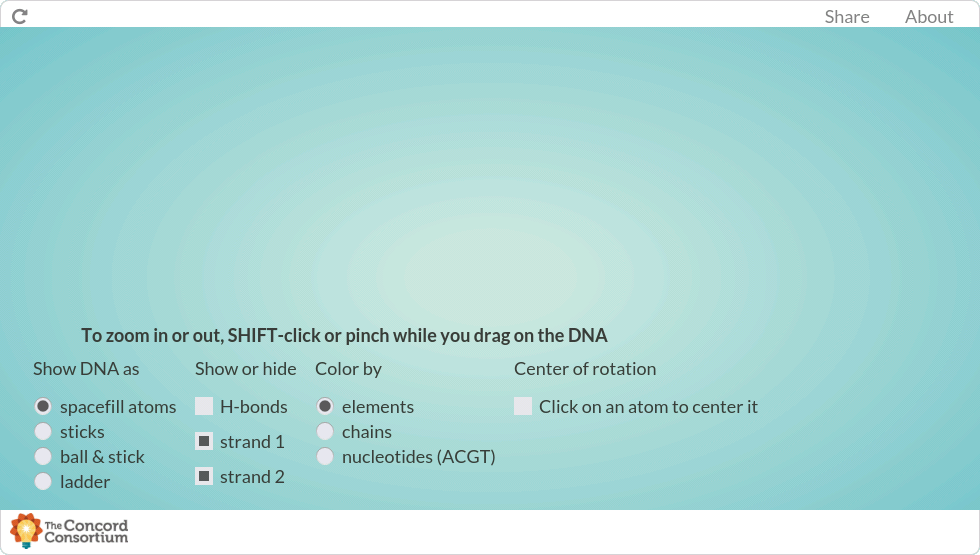 Share About
To zoom in or out, SHIFT-click or pinch while you drag on the DNA
Show DNA as
spacefill atoms
sticks
ball & stick
ladder
Show or hide
H-bonds
strand 1
strand 2
Color by
elements
chains
nucleotides (ACGT)
Center of rotation
Click on an atom to center it
The Concord
Consortium